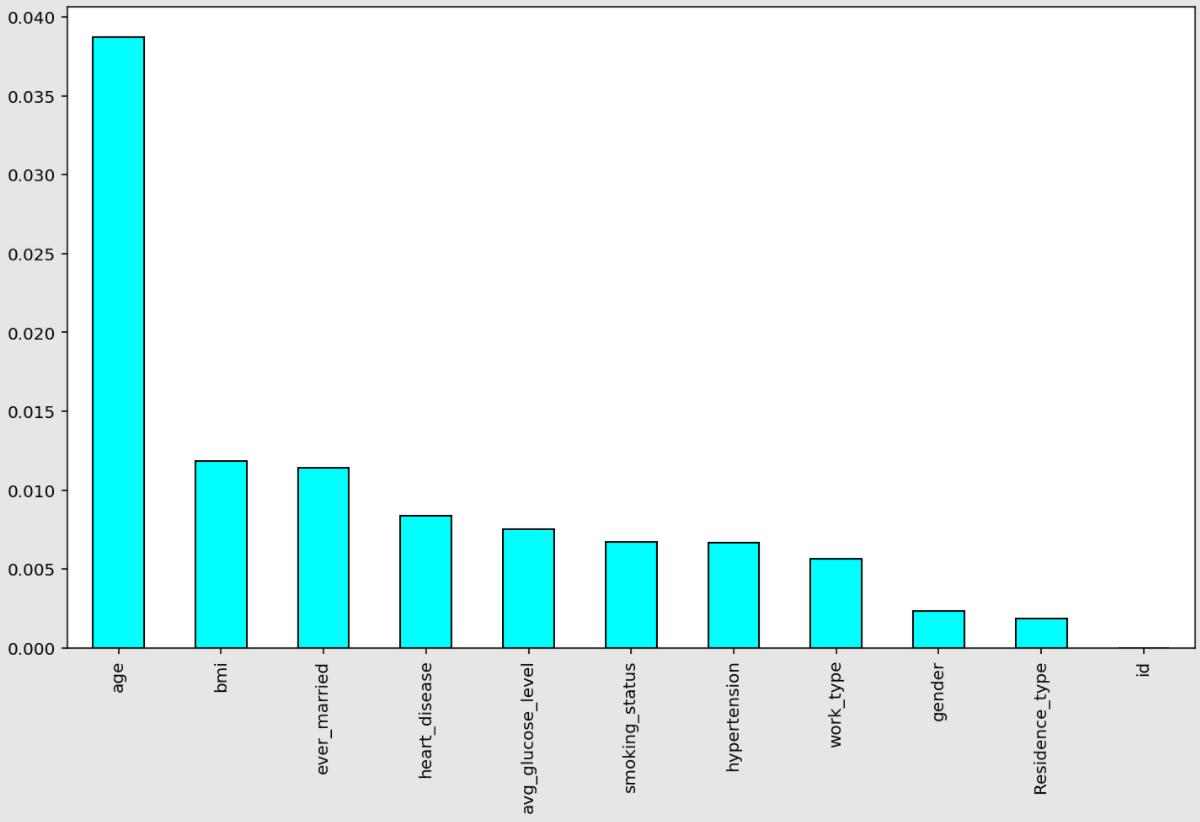 0.040
0.035
0.030
0.025
0.020
0.015
0.010
0.005
0.000
age
bmi
ever_married
heart_disease
avg_glucose_level
smoking_status
hypertension
work_type
gender
Residence_type
id